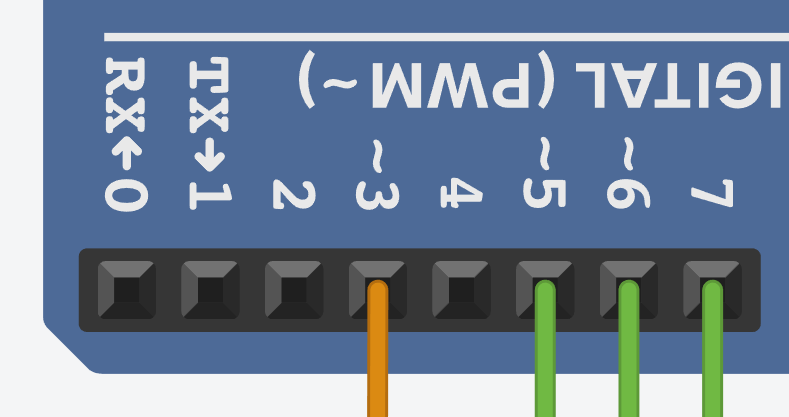 IGITAL (PWM~)
RX←0
TX→1
2
~3
4
~5
~6
7